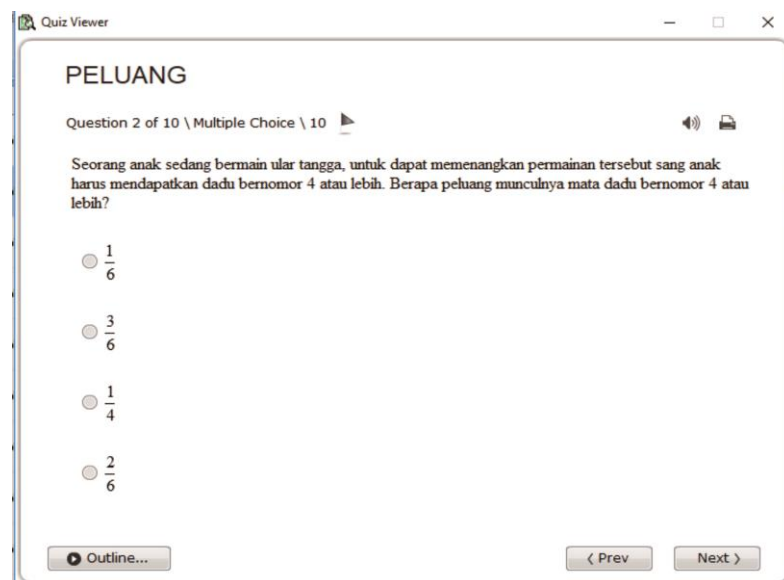 Quiz Viewer
PELUANG
Question 2 of 10 \ Multiple Choice \ 10
Seorang anak sedang bermain ular tangga, untuk dapat memenangkan permainan tersebut sang anak
harus mendapatkan dadu bernomor 4 atau lebih. Berapa peluang munculnya mata dadu bernomor 4 atau
lebih?
1/6
3/6
1/4
2/6
Outline...
Prev
Next